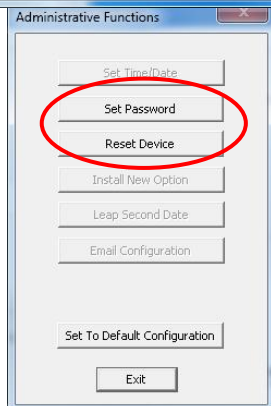 Administrative Functions
Set Time/Date
Set Password
Reset Device
Install New Option
Leap Second Date
Email Configuration
Set To Default Configuration
Exit